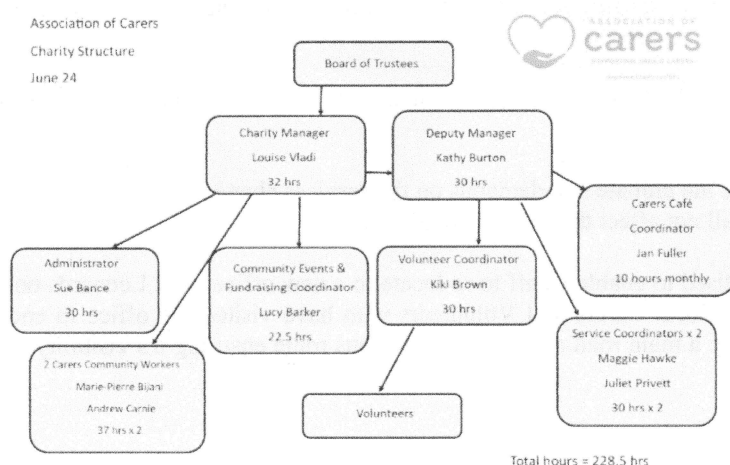 Association of Carers
Charity Structure
June 24
ASSOCIATION OF
carers
Board of Trustees
Charity Manager
Louise Vladi
32 hrs
Deputy Manager
Kathy Burton
30 hrs
Carers Café
Coordinator
Jan Fuller
10 hours monthly
Administrator
Sue Bance
30 hrs
Community Events &
Fundraising Coordinator
Lucy Barker
22.5 hrs
Volunteer Coordinator
Kiki Brown
30 hrs
Service Coordinators x 2
Maggie Hawke
Juliet Privett
30 hrs x 2
2 Carers Community Workers
Marie-Pierre Bijani
Andrew Carnie
37 hrs x 2
Volunteers
Total hours = 228.5 hrs